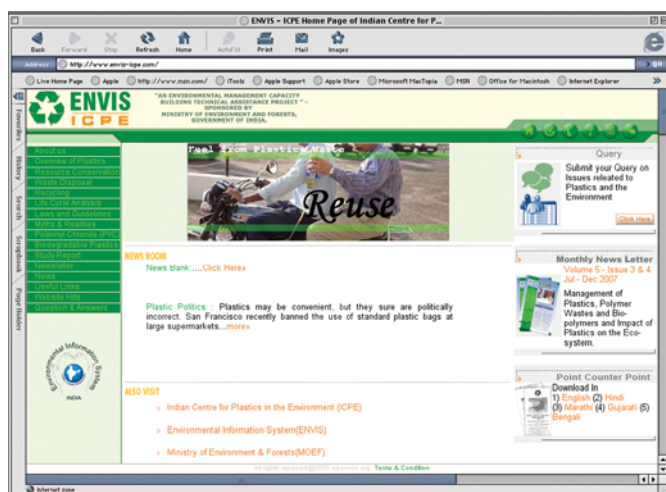 ENVIS - ICPE Home Page of Indian Centre for P...
Back Forward Stop Refresh Home AutoFill Print Mail Images
Address: http://www.envis-icpe.com/ go
Live Home Page Apple http://www.msn.com/ iTools Apple Support Apple Store Microsoft MacTopia MSN Office for Macintosh Internet Explorer
Favorites
History
Search
Scrapbook
Page Holder
ENVIS
ICPE
"AN ENVIRONMENTAL MANAGEMENT CAPACITY
BUILDING TECHNICAL ASSISTANCE PROJECT" -
SPONSORED BY
MINISTRY OF ENVIRONMENT AND FORESTS,
GOVERNMENT OF INDIA.
About us
Overview of Plastics
Resource Conservation
Waste Disposal
Recycling
Life Cycle Analysis
Laws and Guidelines
Myths & Realities
Polyvinyl Chloride (PVC)
Biodegradable Plastics
Study Report
Newsletter
News
Useful Links
Website Hits
Question & Answers
Environmental Information System
INDIA
Fuel From Plastics Waste
Reuse
NEWS ROOM
News Bank:....Click Here»
Plastic Politics : Plastics may be convenient, but they sure are politically
incorrect. San Francisco recently banned the use of standard plastic bags at
large supermarkets...more»
ALSO VISIT
» Indian Centre for Plastics in the Environment (ICPE)
» Environmental Information System(ENVIS)
» Ministry of Environment & Forests(MOEF)
Query
Submit your Query on
Issues releated to
Plastics and the
Environment
Click Here
Monthly News Letter
Volume 5 - Issue 3 & 4
Jul - Dec 2007
Management of
Plastics, Polymer
Wastes and Bio-
polymers and Impact of
Plastics on the Eco-
system.
Point Counter Point
Download In
1) English (2) Hindi
(3) Marathi (4) Gujarati (5)
Bengali
Terms & Condition
Internet zone